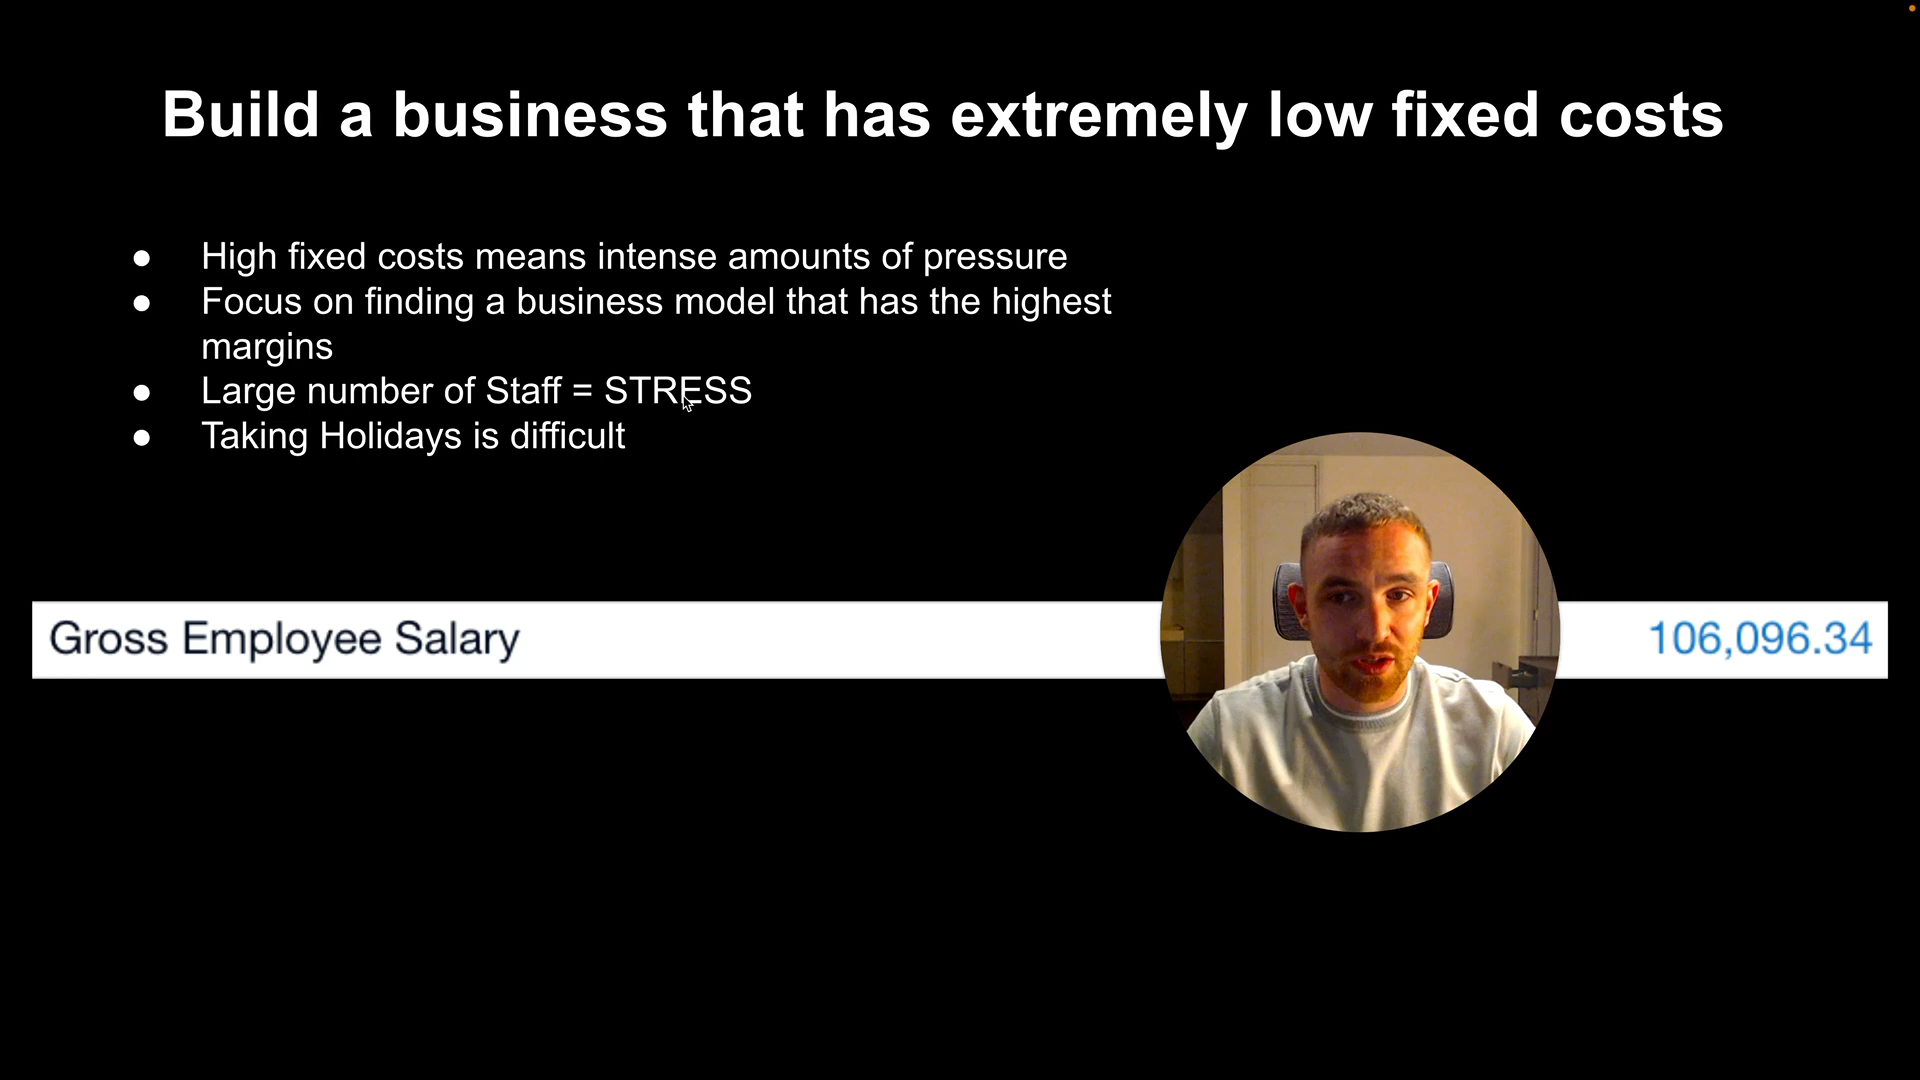 Build a business that has extremely low fixed costs
● High fixed costs means intense amounts of pressure
● Focus on finding a business model that has the highest
margins
● Large number of Staff = STRESS
● Taking Holidays is difficult
Gross Employee Salary 106,096.34